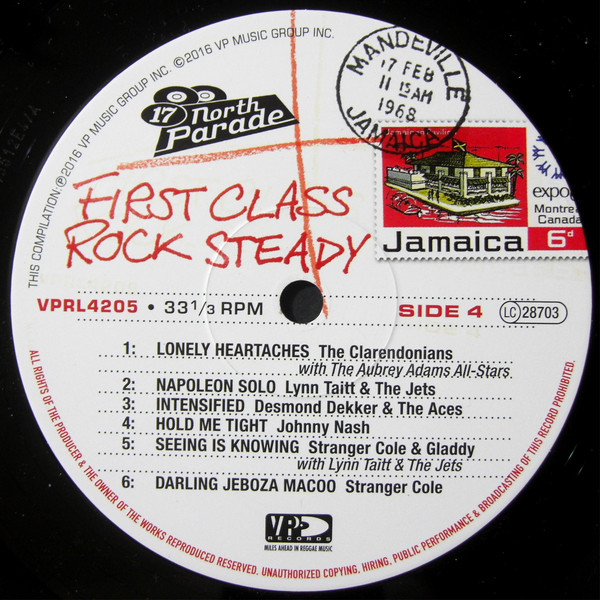 THIS COMPILATION: ℗2016 VP MUSIC GROUP INC. ©2016 VP MUSIC GROUP INC.
17 North
Parade
MANDEVILLE
17 FEB
11 15 AM
1968
JAMAICA
FIRST CLASS
ROCK STEADY
expo
Montre
Canada
Jamaica 6d
VPRL4205 • 33 1/3 RPM SIDE 4 LC 28703
1: LONELY HEARTACHES The Clarendonians
with The Aubrey Adams All-Stars
2: NAPOLEON SOLO Lynn Taitt & The Jets
3: INTENSIFIED Desmond Dekker & The Aces
4: HOLD ME TIGHT Johnny Nash
5: SEEING IS KNOWING Stranger Cole & Gladdy
with Lynn Taitt & The Jets
6: DARLING JEBOZA MACOO Stranger Cole
VP
RECORDS
MILES AHEAD IN REGGAE MUSIC
ALL RIGHTS OF THE PRODUCER & THE OWNER OF THE WORKS REPRODUCED RESERVED. UNAUTHORIZED COPYING, HIRING, PUBLIC PERFORMANCE & BROADCASTING OF THIS RECORD PROHIBITED.